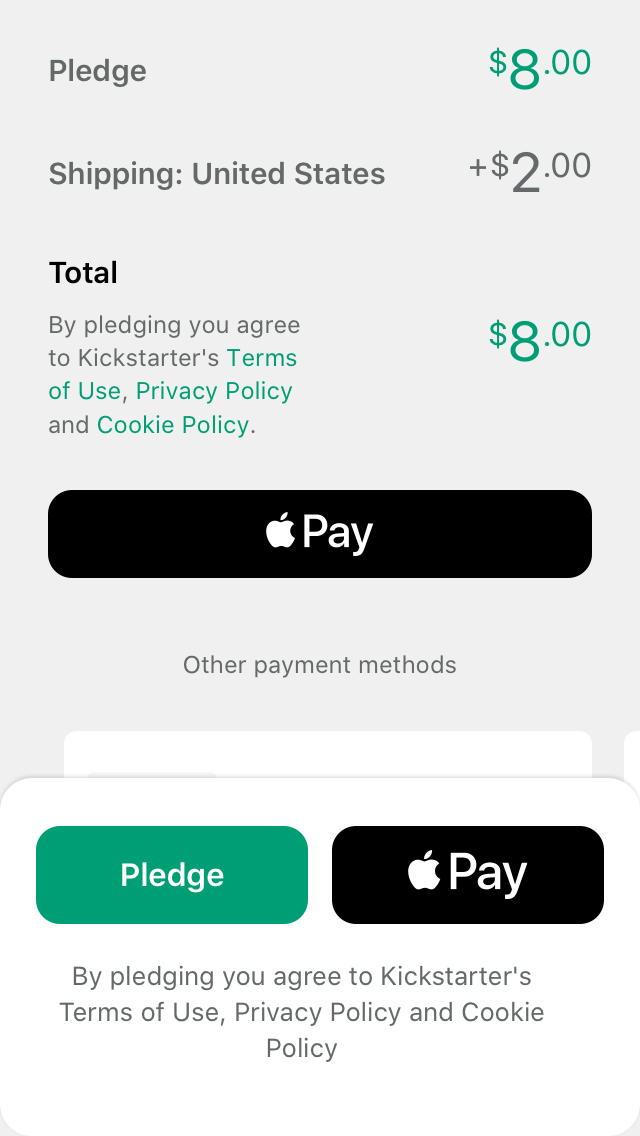 Pledge $8.00
Shipping: United States +$2.00
Total
By pledging you agree
to Kickstarter's Terms
$8.00
of Use, Privacy Policy
and Cookie Policy.
Pay
Other payment methods
Pledge
Pay
By pledging you agree to Kickstarter's
Terms of Use, Privacy Policy and Cookie
Policy